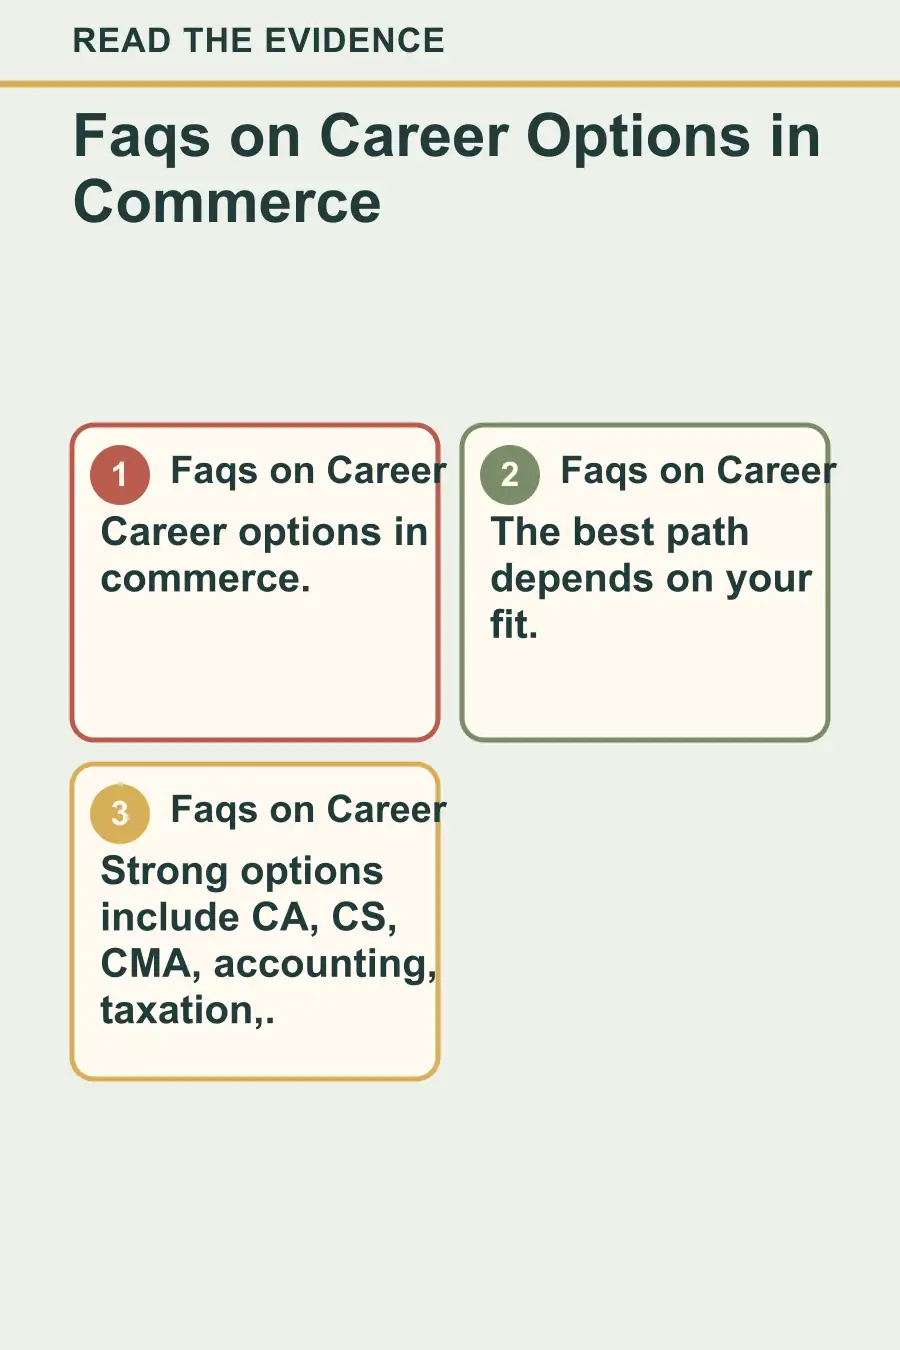 READ THE EVIDENCE
Faqs on Career Options in
Commerce
1
Faqs on Career
Career options in
commerce.
2
Faqs on Career
The best path
depends on your
fit.
3
Faqs on Career
Strong options
include CA, CS,
CMA, accounting,
taxation,.